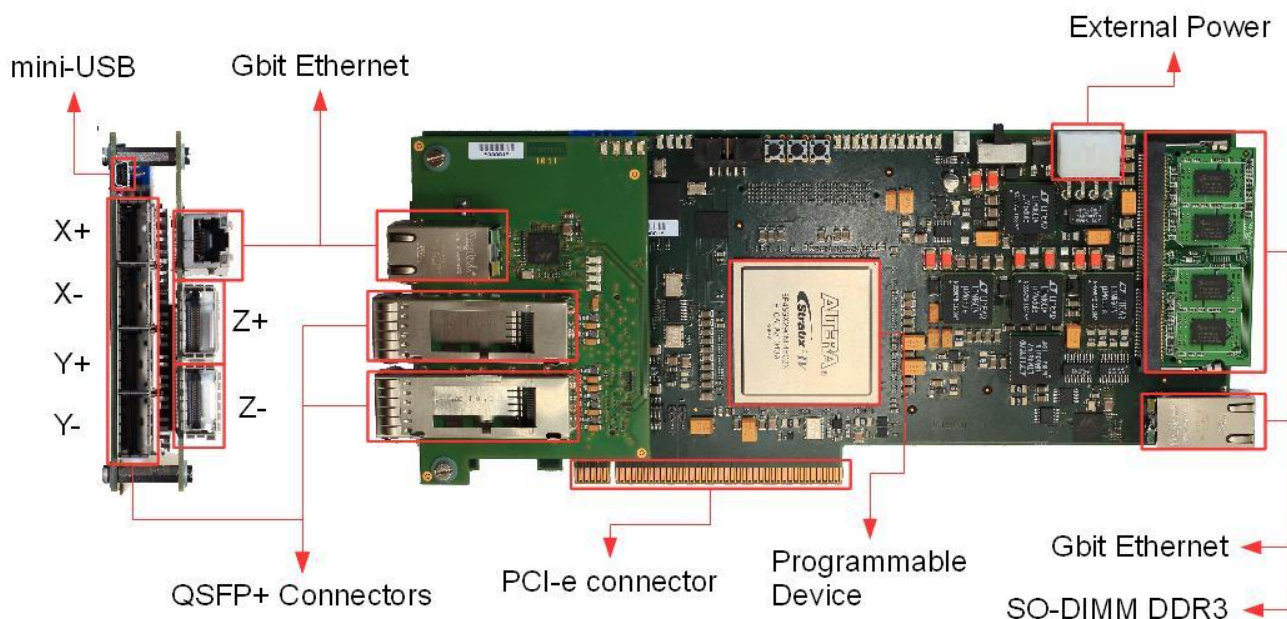 External Power
mini-USB
Gbit Ethernet
X+
X-
Y+
Y-
Z+
Z-
ALTERA
Stratix IV
QSFP+ Connectors
PCI-e connector
Programmable
Device
Gbit Ethernet
SO-DIMM DDR3